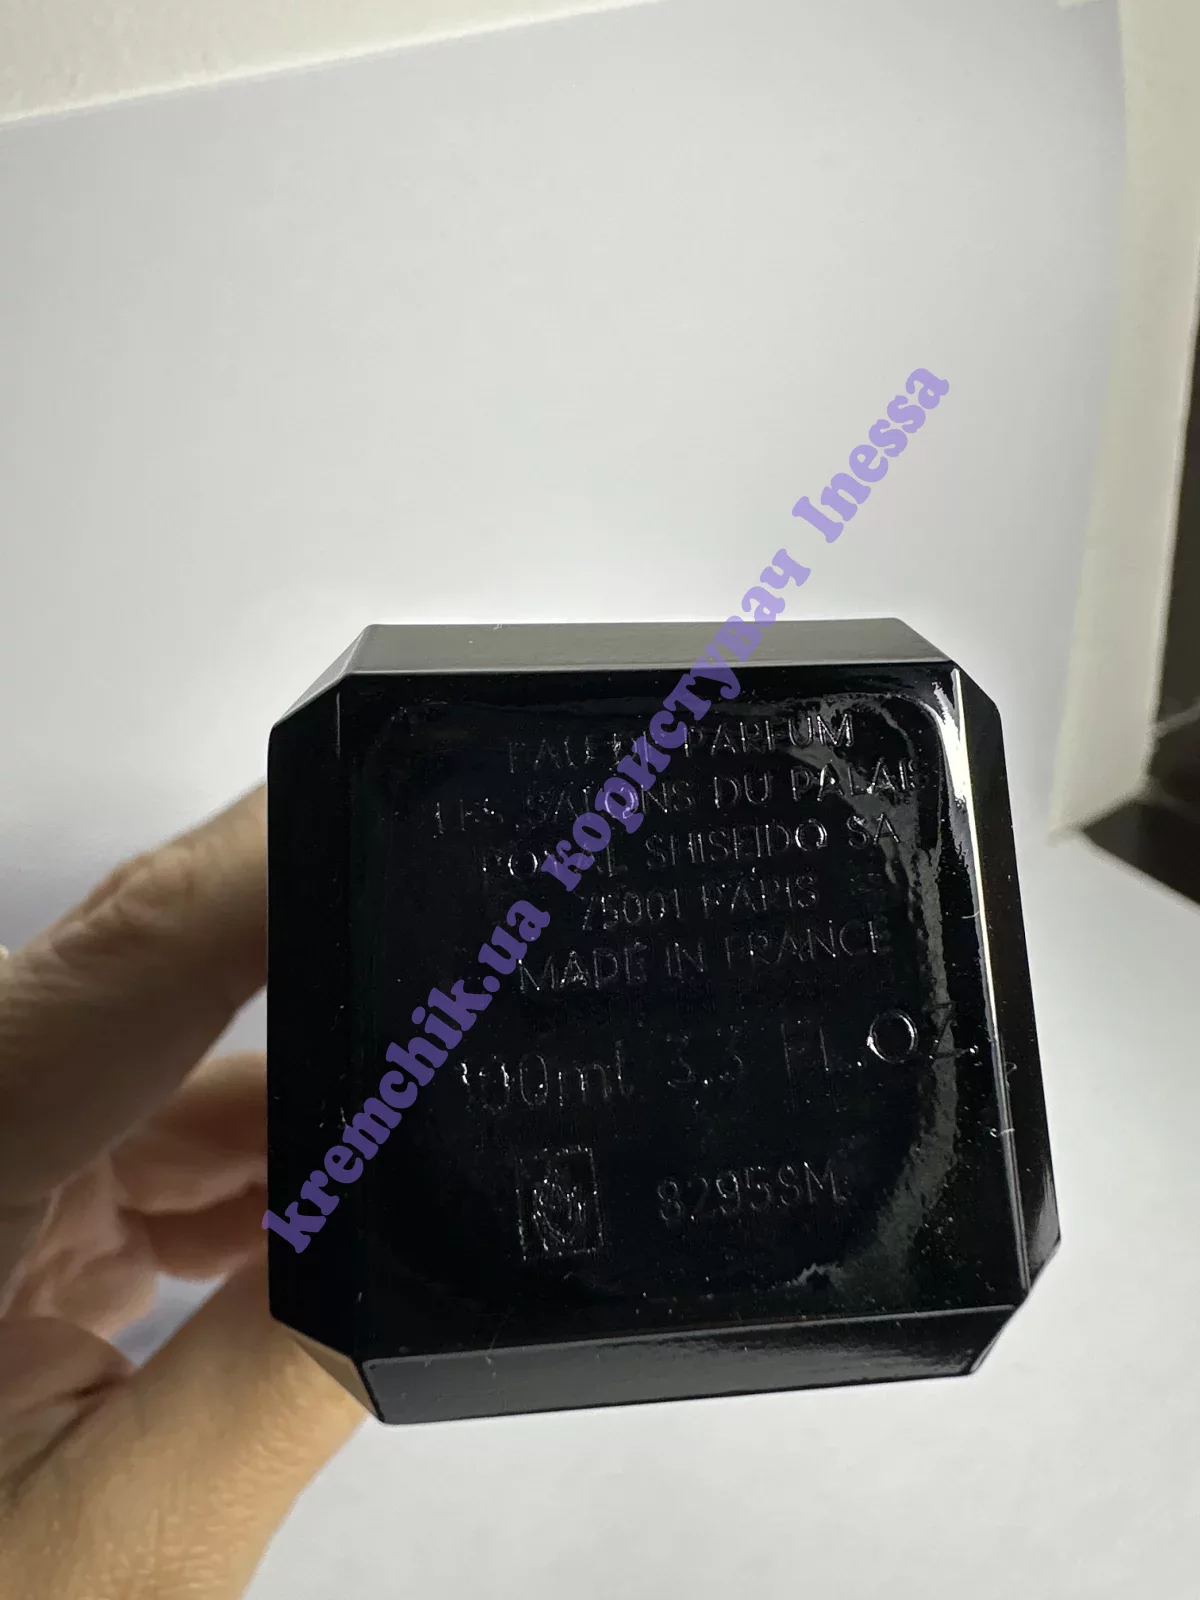 EAU DE PARFUM
LES SALONS DU PALAIS
ROYAL SHISEIDO SA
75001 PARIS
MADE IN FRANCE
100ml 3.3 FL.OZ.
8295SM
kremchik.ua користувач Inessa